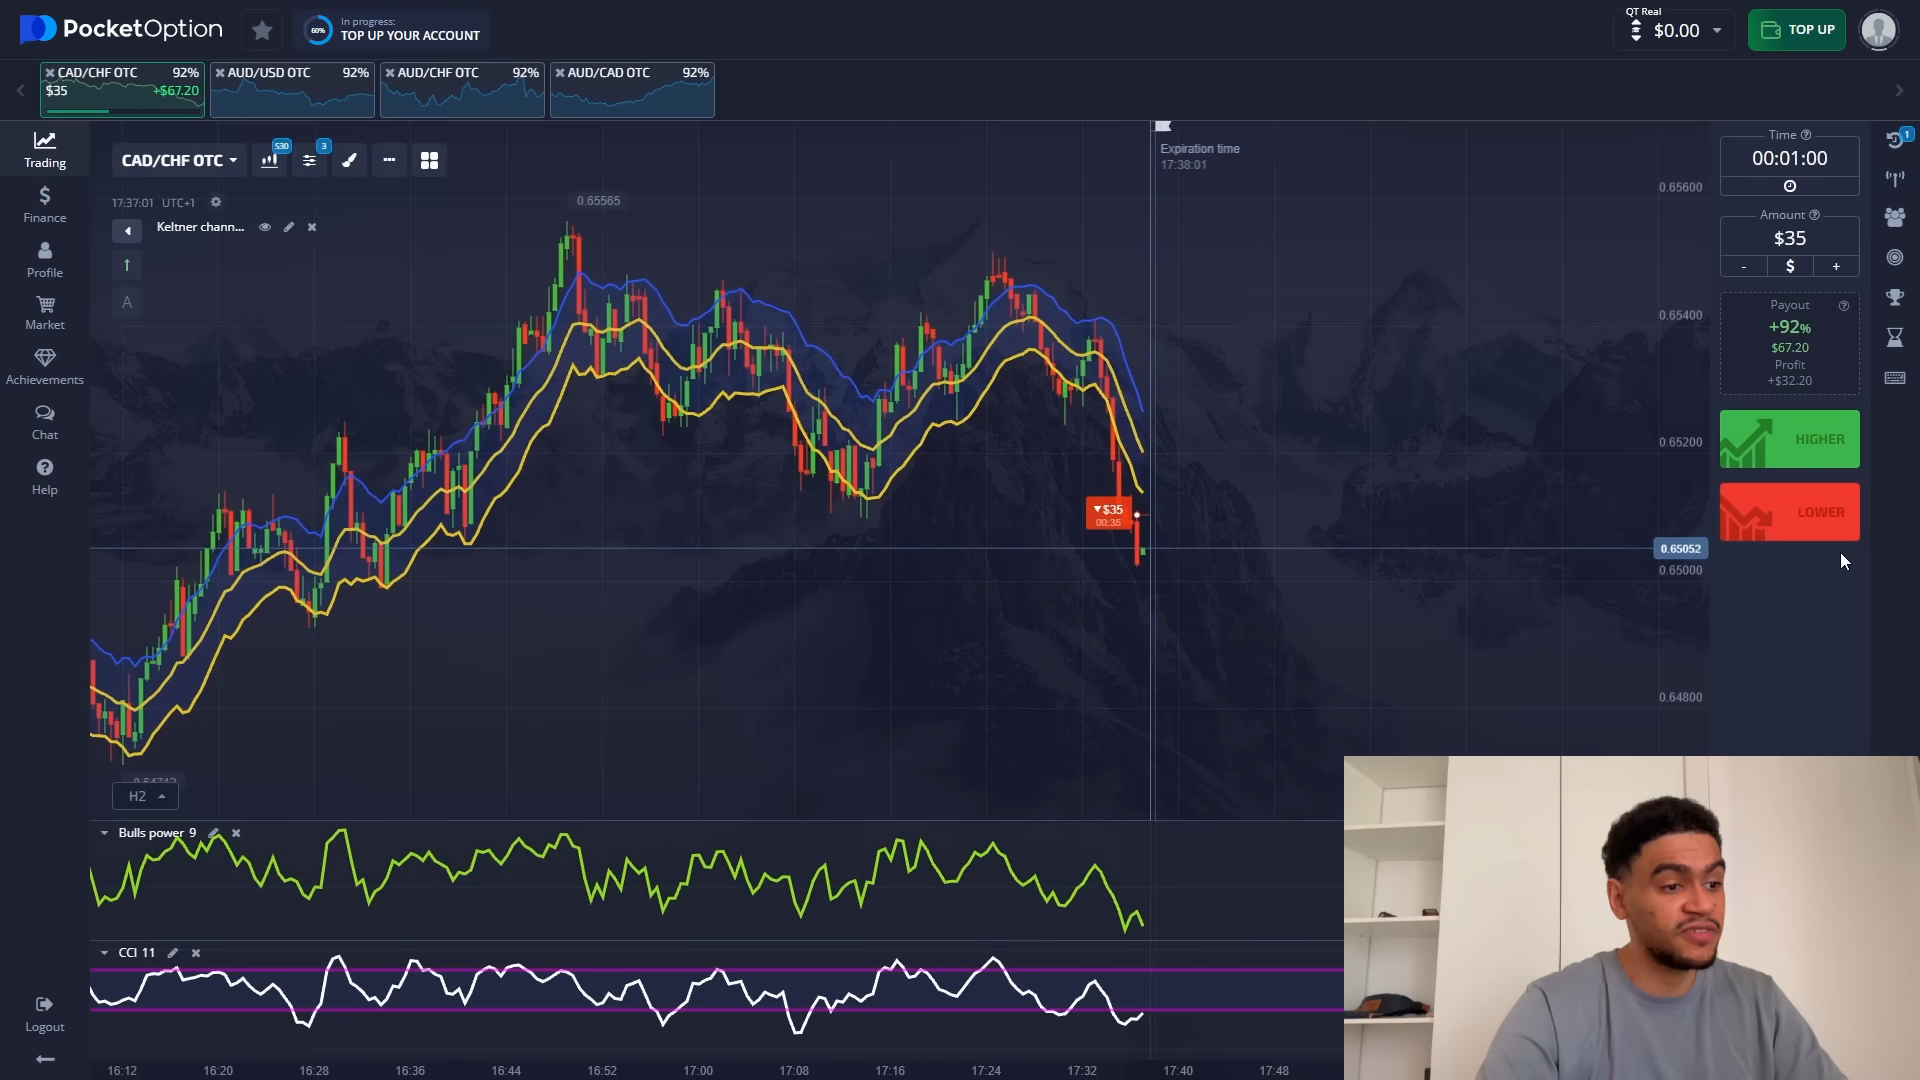 PocketOption
60%
In progress:
TOP UP YOUR ACCOUNT
QT Real
$0.00
TOP UP
CAD/CHF OTC 92%
$35 +$67.20
AUD/USD OTC 92%
AUD/CHF OTC 92%
AUD/CAD OTC 92%
Trading
Finance
Profile
Market
Achievements
Chat
Help
Logout
CAD/CHF OTC
S30
3
17:37:01 UTC+1
Keltner chann...
A
0.65565
Expiration time
17:38:01
0.65600
0.65400
0.65200
0.65052
0.65000
0.64800
$35
00:35
0.64712
H2
Bulls power 9
CCI 11
16:12 16:20 16:28 16:36 16:44 16:52 17:00 17:08 17:16 17:24 17:32 17:40 17:48
Time
00:01:00
Amount
$35
- $ +
Payout
+92%
$67.20
Profit
+$32.20
HIGHER
LOWER
1